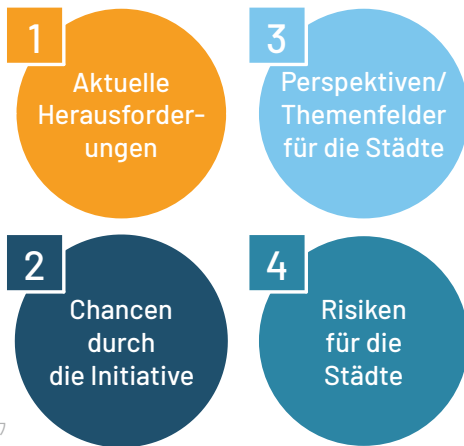 1
Aktuelle
Herausforder-
ungen
2
Chancen
durch
die Initiative
3
Perspektiven/
Themenfelder
für die Städte
4
Risiken
für die
Städte